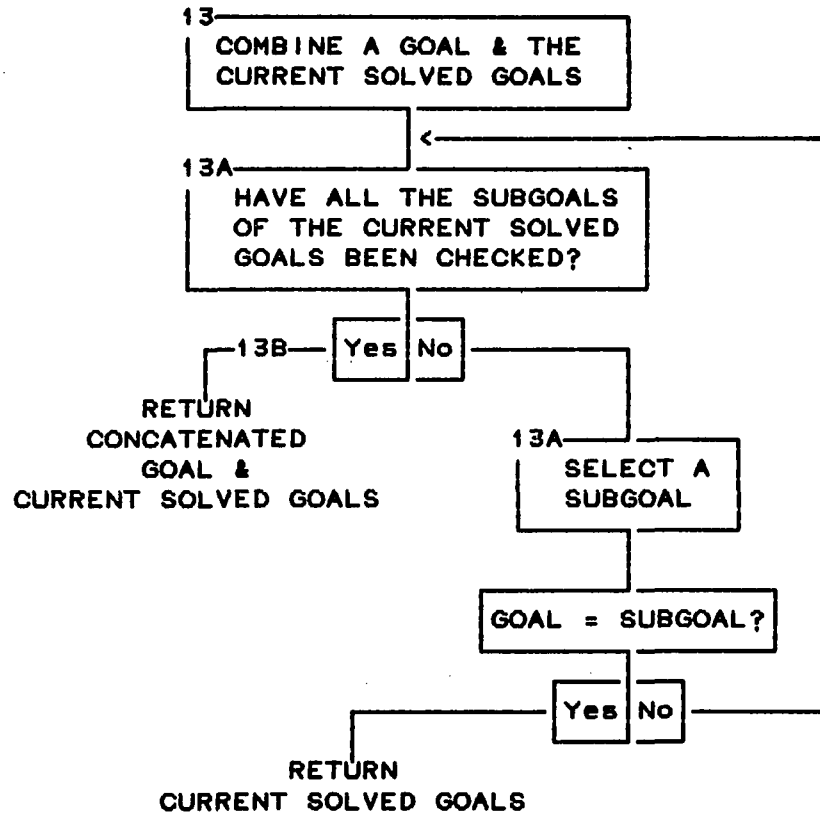 13
COMBINE A GOAL & THE
CURRENT SOLVED GOALS
<
13A
HAVE ALL THE SUBGOALS
OF THE CURRENT SOLVED
GOALS BEEN CHECKED?
13B Yes No
RETURN
CONCATENATED
GOAL &
CURRENT SOLVED GOALS
13A
SELECT A
SUBGOAL
GOAL = SUBGOAL?
Yes No
RETURN
CURRENT SOLVED GOALS